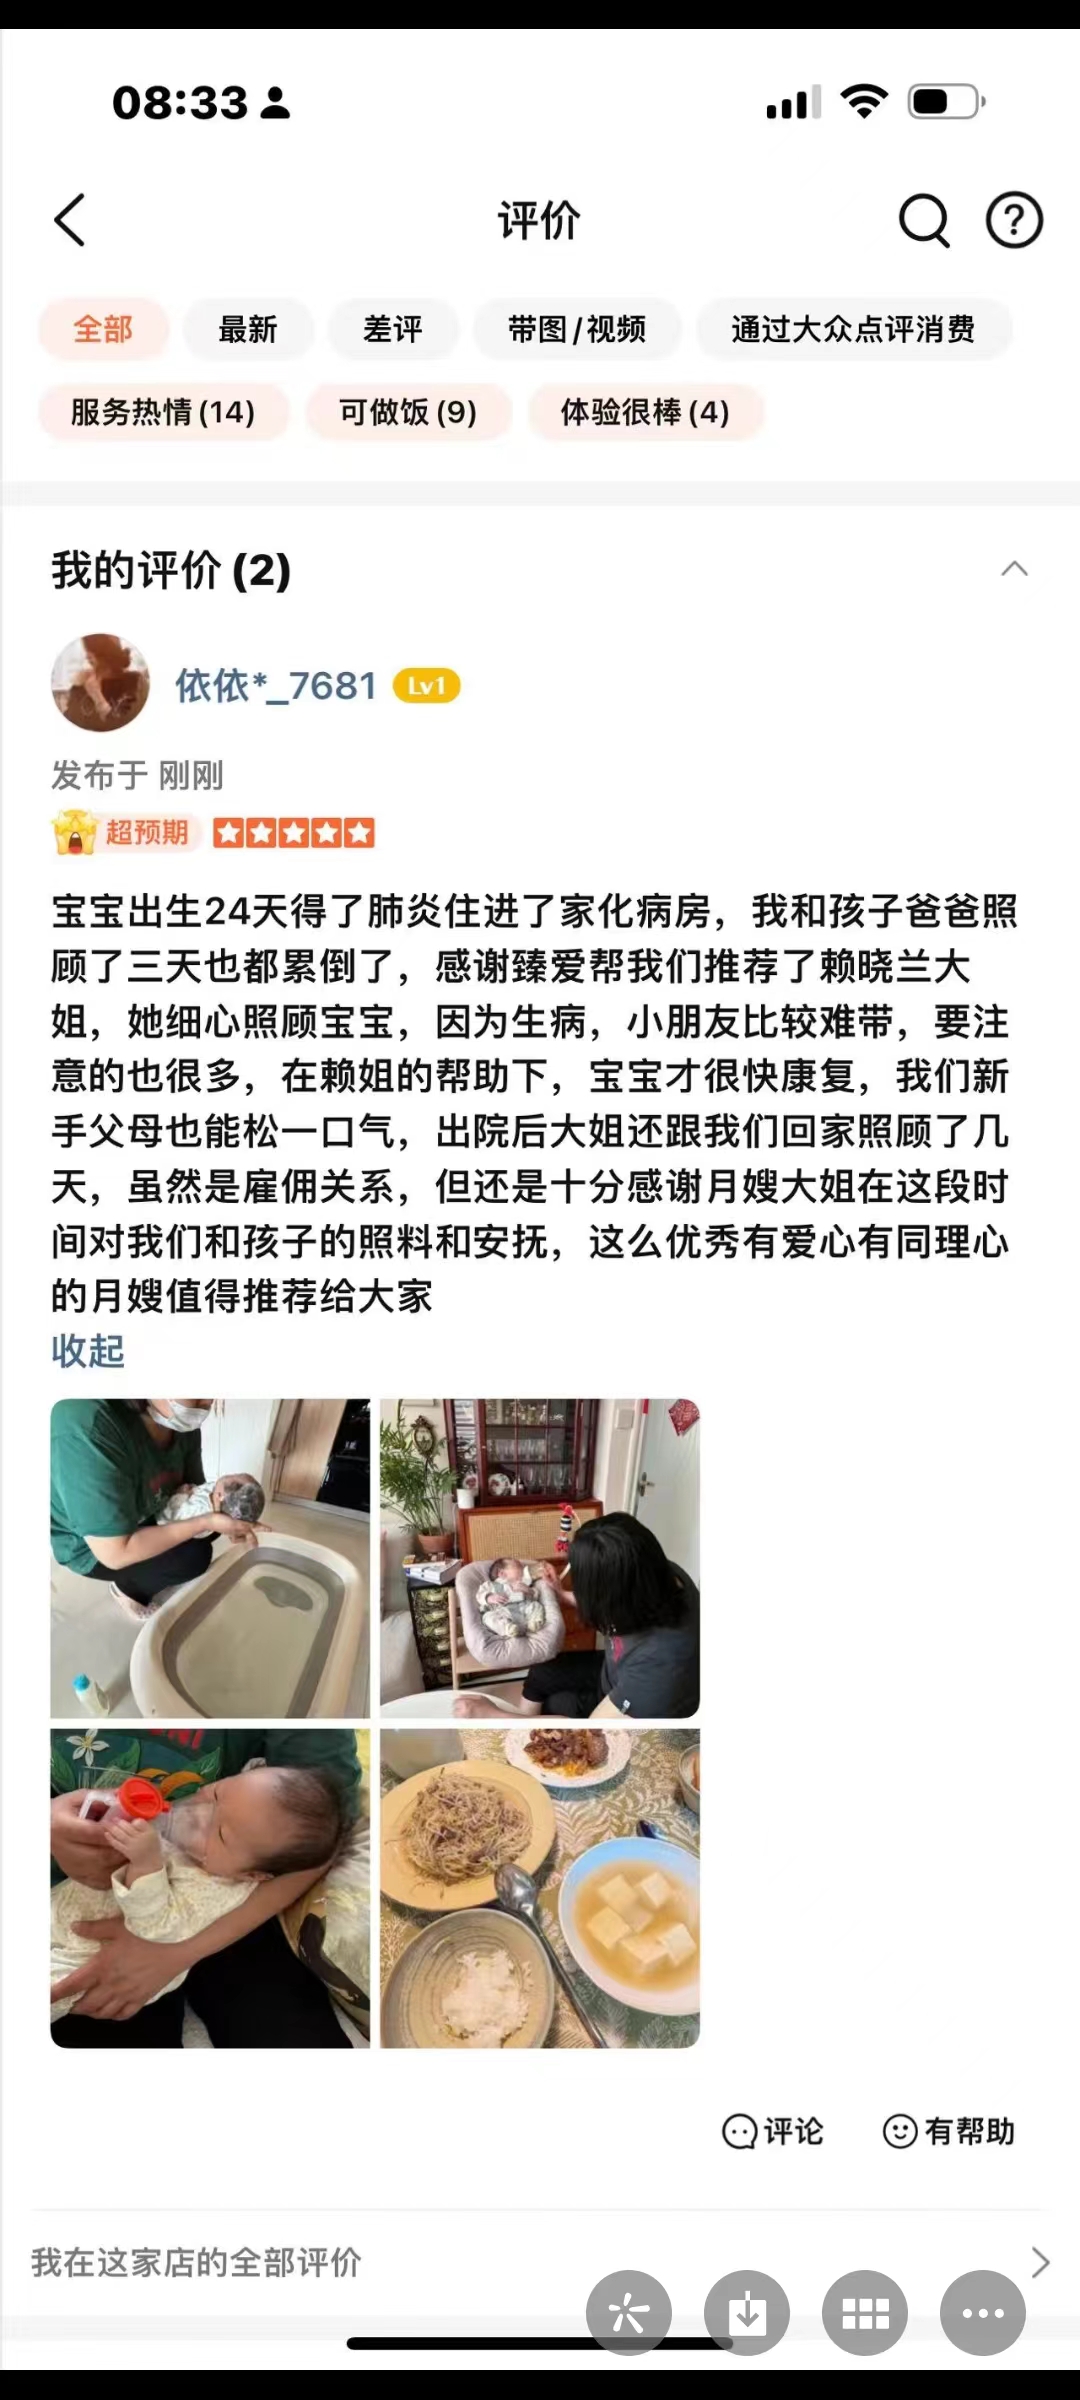 08:33
评价
全部 最新 差评 带图/视频 通过大众点评消费
服务热情(14) 可做饭(9) 体验很棒(4)
我的评价(2)
依依*_7681 Lv1
发布于 刚刚
超预期
宝宝出生24天得了肺炎住进了家化病房，我和孩子爸爸照
顾了三天也都累倒了，感谢臻爱帮我们推荐了赖晓兰大
姐，她细心照顾宝宝，因为生病，小朋友比较难带，要注
意的也很多，在赖姐的帮助下，宝宝才很快康复，我们新
手父母也能松一口气，出院后大姐还跟我们回家照顾了几
天，虽然是雇佣关系，但还是十分感谢月嫂大姐在这段时
间对我们和孩子的照料和安抚，这么优秀有爱心有同理心
的月嫂值得推荐给大家
收起
评论 有帮助
我在这家店的全部评价